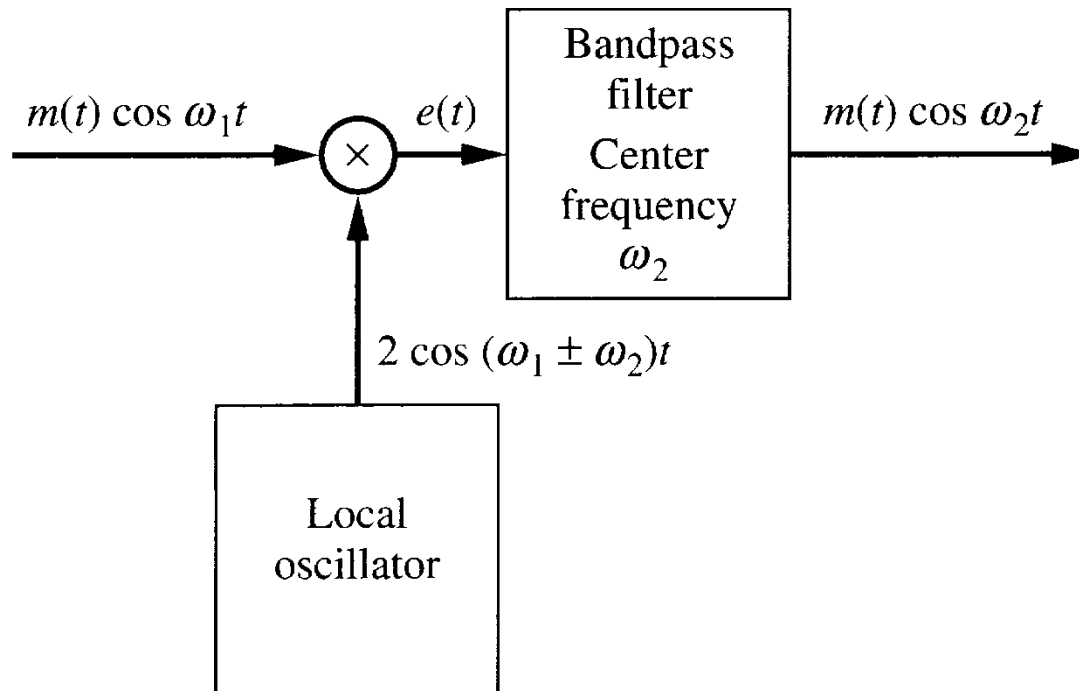 m(t) cos ω₁t
e(t)
Bandpass
filter
Center
frequency
ω₂
m(t) cos ω₂t
×
2 cos (ω₁ ± ω₂)t
Local
oscillator